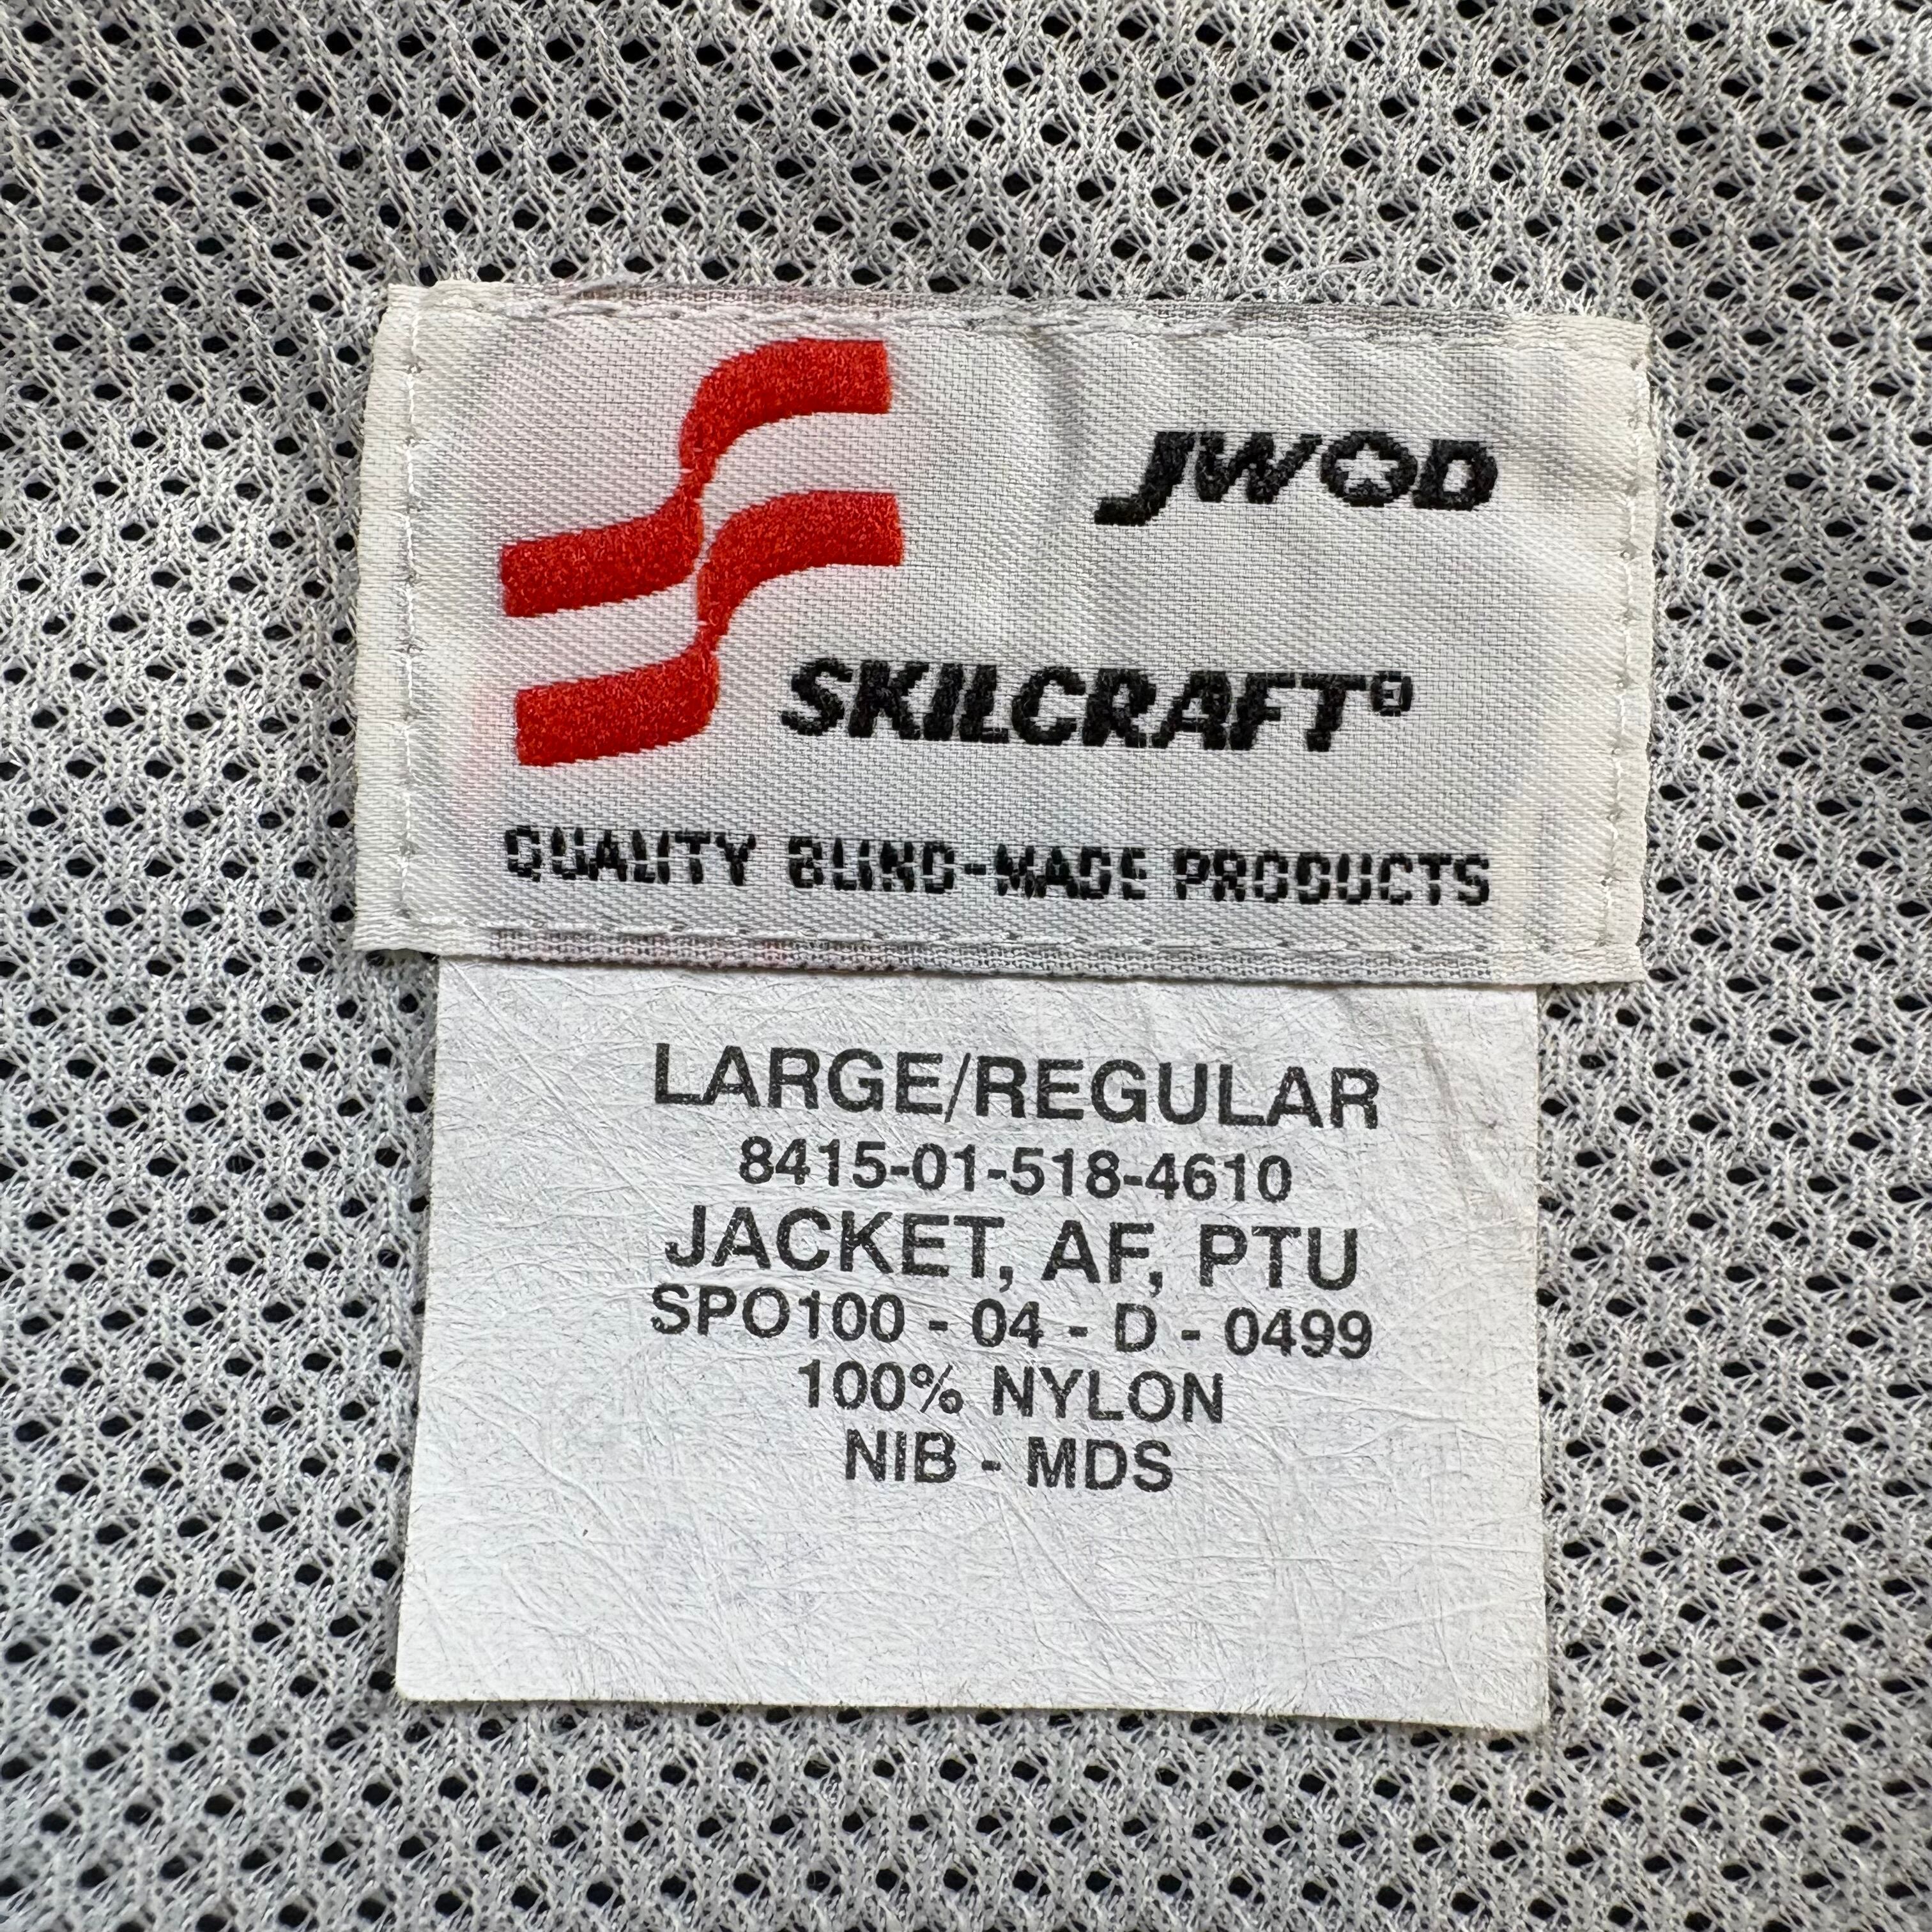 JWOD
SKILCRAFT®
QUALITY BLIND-MADE PRODUCTS
LARGE/REGULAR
8415-01-518-4610
JACKET, AF, PTU
SPO100 - 04 - D - 0499
100% NYLON
NIB - MDS